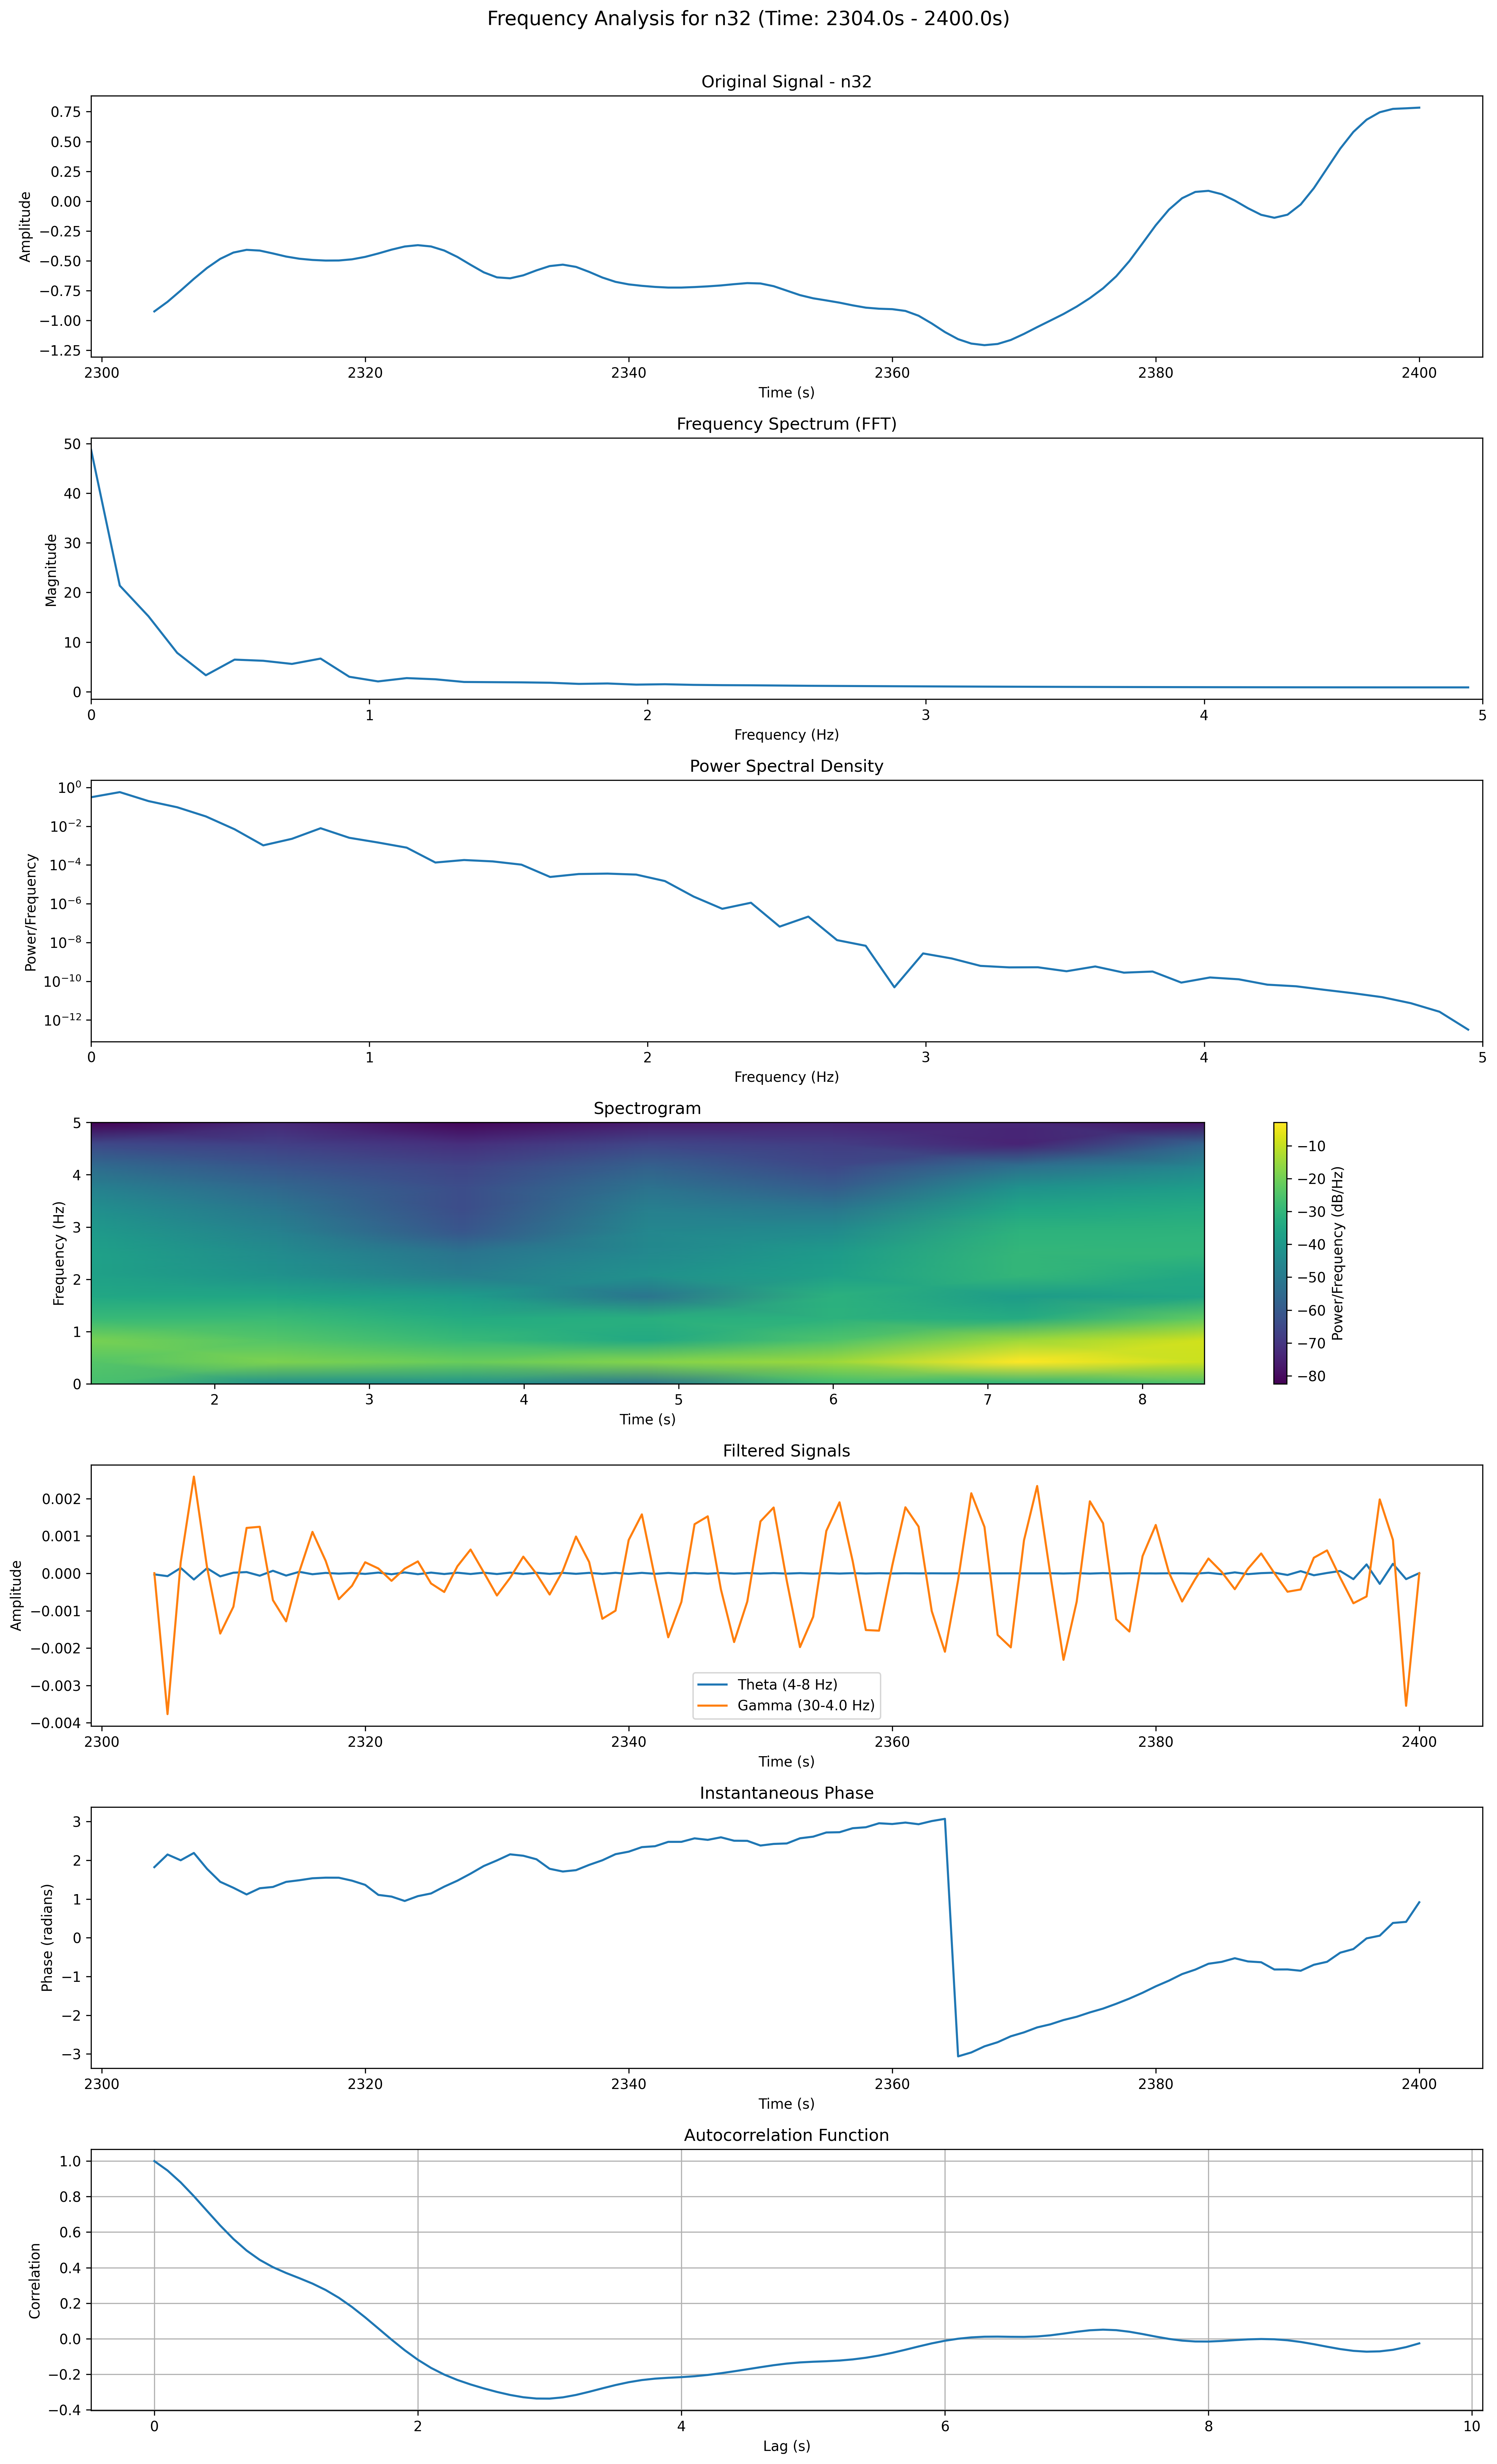 Frequency Analysis for n32 (Time: 2304.0s - 2400.0s)
Original Signal - n32
0.75
0.50
0.25
0.00
−0.25
−0.50
−0.75
−1.00
−1.25
Amplitude
2300 2320 2340 2360 2380 2400
Time (s)
Frequency Spectrum (FFT)
50
40
30
20
10
0
Magnitude
0 1 2 3 4 5
Frequency (Hz)
Power Spectral Density
10⁰
10⁻²
10⁻⁴
10⁻⁶
10⁻⁸
10⁻¹⁰
10⁻¹²
Power/Frequency
0 1 2 3 4 5
Frequency (Hz)
Spectrogram
5
4
3
2
1
0
Frequency (Hz)
2 3 4 5 6 7 8
Time (s)
−10
−20
−30
−40
−50
−60
−70
−80
Power/Frequency (dB/Hz)
Filtered Signals
0.002
0.001
0.000
−0.001
−0.002
−0.003
−0.004
Amplitude
Theta (4-8 Hz)
Gamma (30-4.0 Hz)
2300 2320 2340 2360 2380 2400
Time (s)
Instantaneous Phase
3
2
1
0
−1
−2
−3
Phase (radians)
2300 2320 2340 2360 2380 2400
Time (s)
Autocorrelation Function
1.0
0.8
0.6
0.4
0.2
0.0
−0.2
−0.4
Correlation
0 2 4 6 8 10
Lag (s)